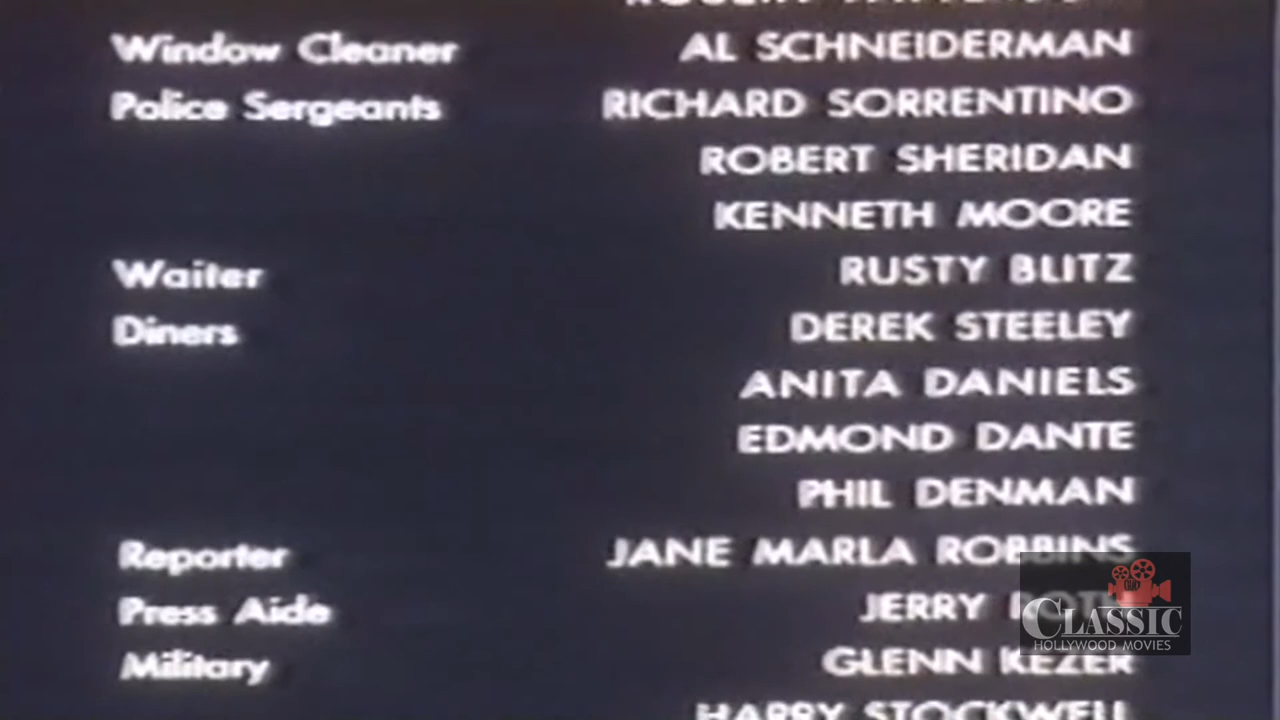 Window Cleaner AL SCHNEIDERMAN
Police Sergeants RICHARD SORRENTINO
ROBERT SHERIDAN
KENNETH MOORE
Waiter RUSTY BLITZ
Diners DEREK STEELEY
ANITA DANIELS
EDMOND DANTE
PHIL DENMAN
Reporter JANE MARLA ROBBINS
Press Aide JERRY
Military GLENN KEZER
HARRY STOCKWELL
CLASSIC
HOLLYWOOD MOVIES